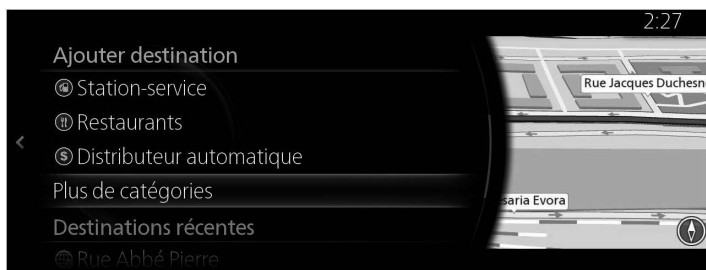 2:27
Ajouter destination
Station-service
Restaurants
Distributeur automatique
Plus de catégories
Destinations récentes
Rue Abbé Pierre
Rue Jacques Duchesn
saria Evora